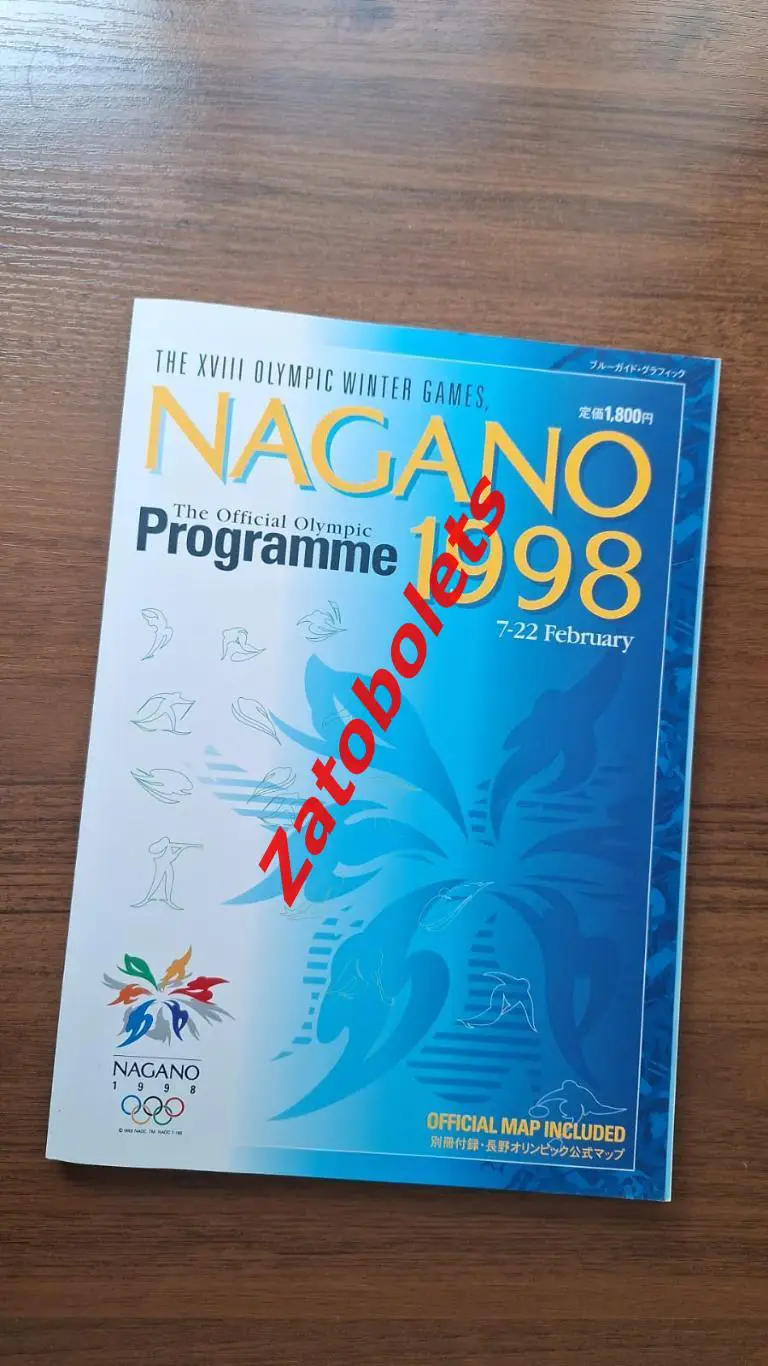 ブルーガイド・グラフィック
THE XVIII OLYMPIC WINTER GAMES,
定価1,800円
NAGANO
The Official Olympic
Programme
1998
7-22 February
Zatobolets
NAGANO
1998
OFFICIAL MAP INCLUDED
別冊付録・長野オリンピック公式マップ